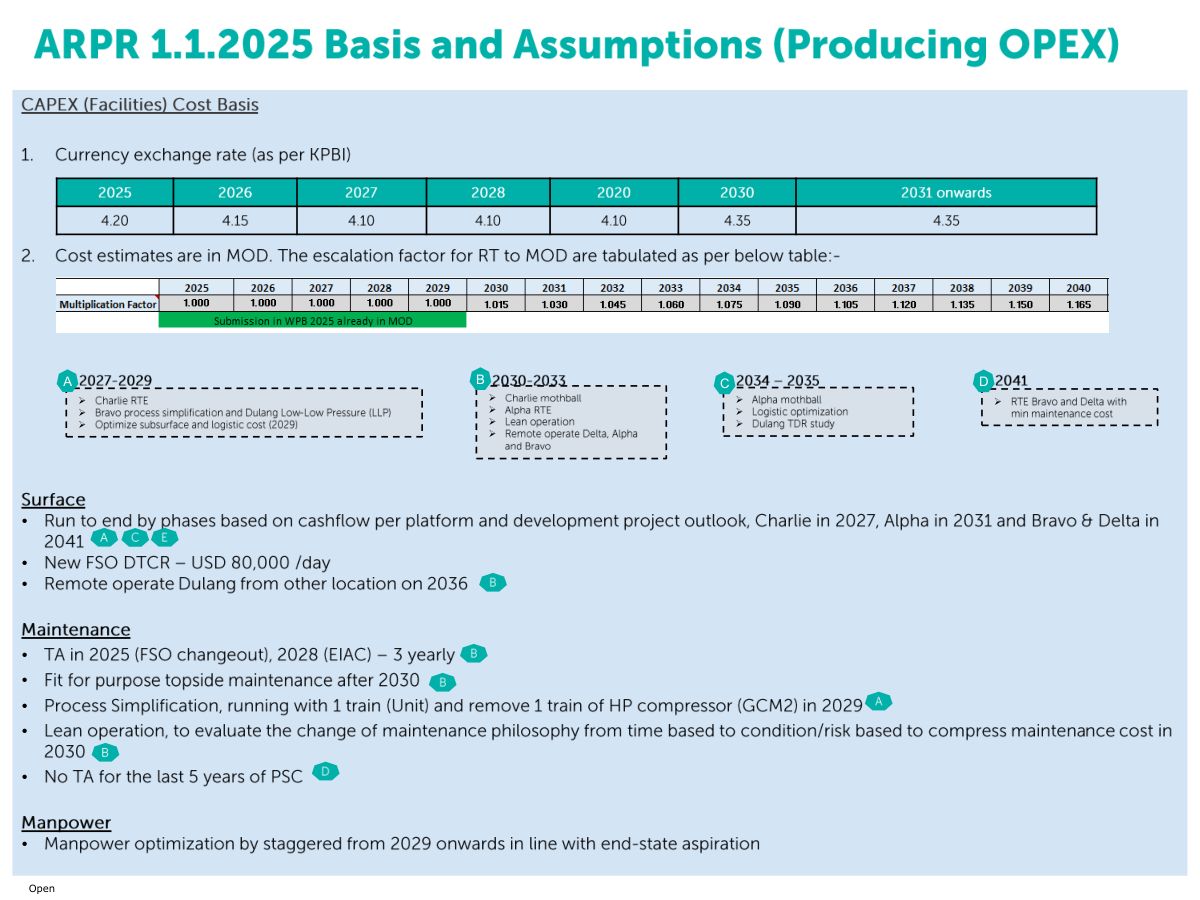 ARPR 1.1.2025 Basis and Assumptions (Producing OPEX)
CAPEX (Facilities) Cost Basis
1. Currency exchange rate (as per KPBI)
2025 2026 2027 2028 2020 2030 2031 onwards
4.20 4.15 4.10 4.10 4.10 4.35 4.35
2. Cost estimates are in MOD. The escalation factor for RT to MOD are tabulated as per below table:-
2025 2026 2027 2028 2029 2030 2031 2032 2033 2034 2035 2036 2037 2038 2039 2040
Multiplication Factor 1.000 1.000 1.000 1.000 1.000 1.015 1.030 1.045 1.060 1.075 1.090 1.105 1.120 1.135 1.150 1.165
Submission in WPB 2025 already in MOD
A 2027-2029
➢ Charlie RTE
➢ Bravo process simplification and Dulang Low-Low Pressure (LLP)
➢ Optimize subsurface and logistic cost (2029)
B 2030-2033
➢ Charlie mothball
➢ Alpha RTE
➢ Lean operation
➢ Remote operate Delta, Alpha
and Bravo
C 2034 – 2035
➢ Alpha mothball
➢ Logistic optimization
➢ Dulang TDR study
D 2041
➢ RTE Bravo and Delta with
min maintenance cost
Surface
• Run to end by phases based on cashflow per platform and development project outlook, Charlie in 2027, Alpha in 2031 and Bravo & Delta in
2041 A C E
• New FSO DTCR – USD 80,000 /day
• Remote operate Dulang from other location on 2036 B
Maintenance
• TA in 2025 (FSO changeout), 2028 (EIAC) – 3 yearly B
• Fit for purpose topside maintenance after 2030 B
• Process Simplification, running with 1 train (Unit) and remove 1 train of HP compressor (GCM2) in 2029 A
• Lean operation, to evaluate the change of maintenance philosophy from time based to condition/risk based to compress maintenance cost in
2030 B
• No TA for the last 5 years of PSC D
Manpower
• Manpower optimization by staggered from 2029 onwards in line with end-state aspiration
Open